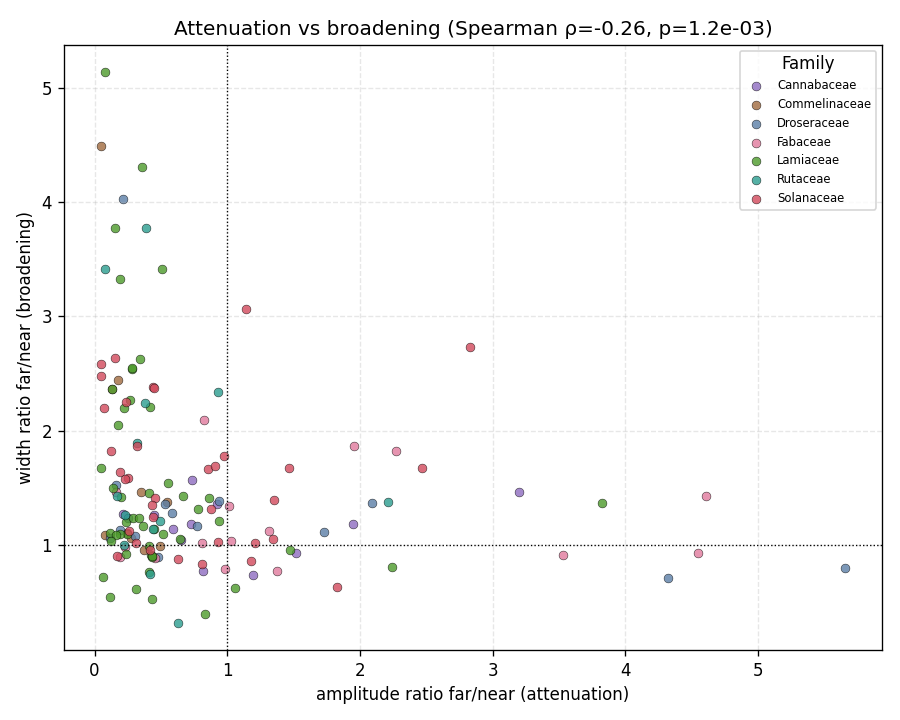 Attenuation vs broadening (Spearman ρ=-0.26, p=1.2e-03)
Family
Cannabaceae
Commelinaceae
Droseraceae
Fabaceae
Lamiaceae
Rutaceae
Solanaceae
width ratio far/near (broadening)
5
4
3
2
1
0 1 2 3 4 5
amplitude ratio far/near (attenuation)